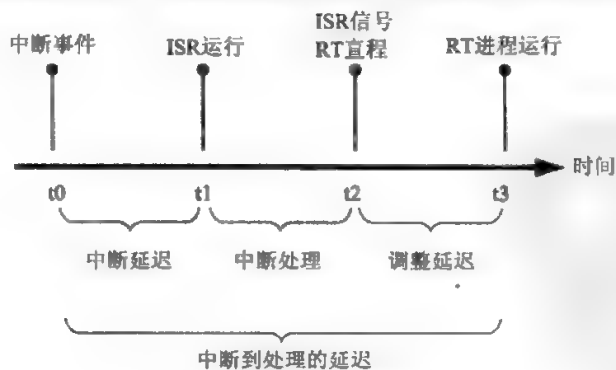 中断事件
ISR运行
ISR信号
RT直程
RT进程运行
时间
t0
t1
t2
t3
中断延迟
中断处理
调整延迟
中断到处理的延迟